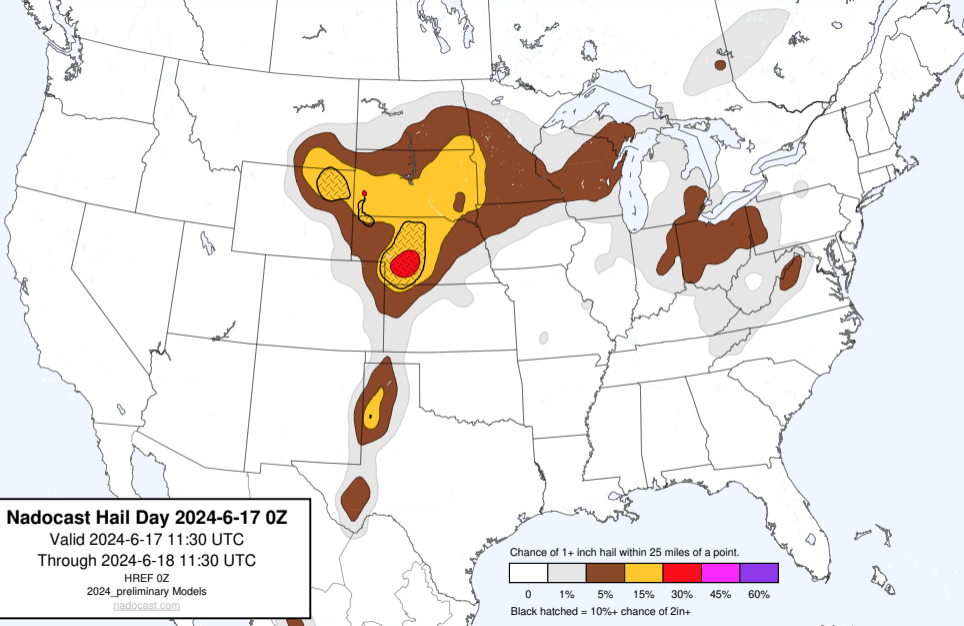 Nadocast Hail Day 2024-6-17 0Z
Valid 2024-6-17 11:30 UTC
Through 2024-6-18 11:30 UTC
HREF 0Z
2024_preliminary Models
nadocast.com
Chance of 1+ inch hail within 25 miles of a point.
0 1% 5% 15% 30% 45% 60%
Black hatched = 10%+ chance of 2in+